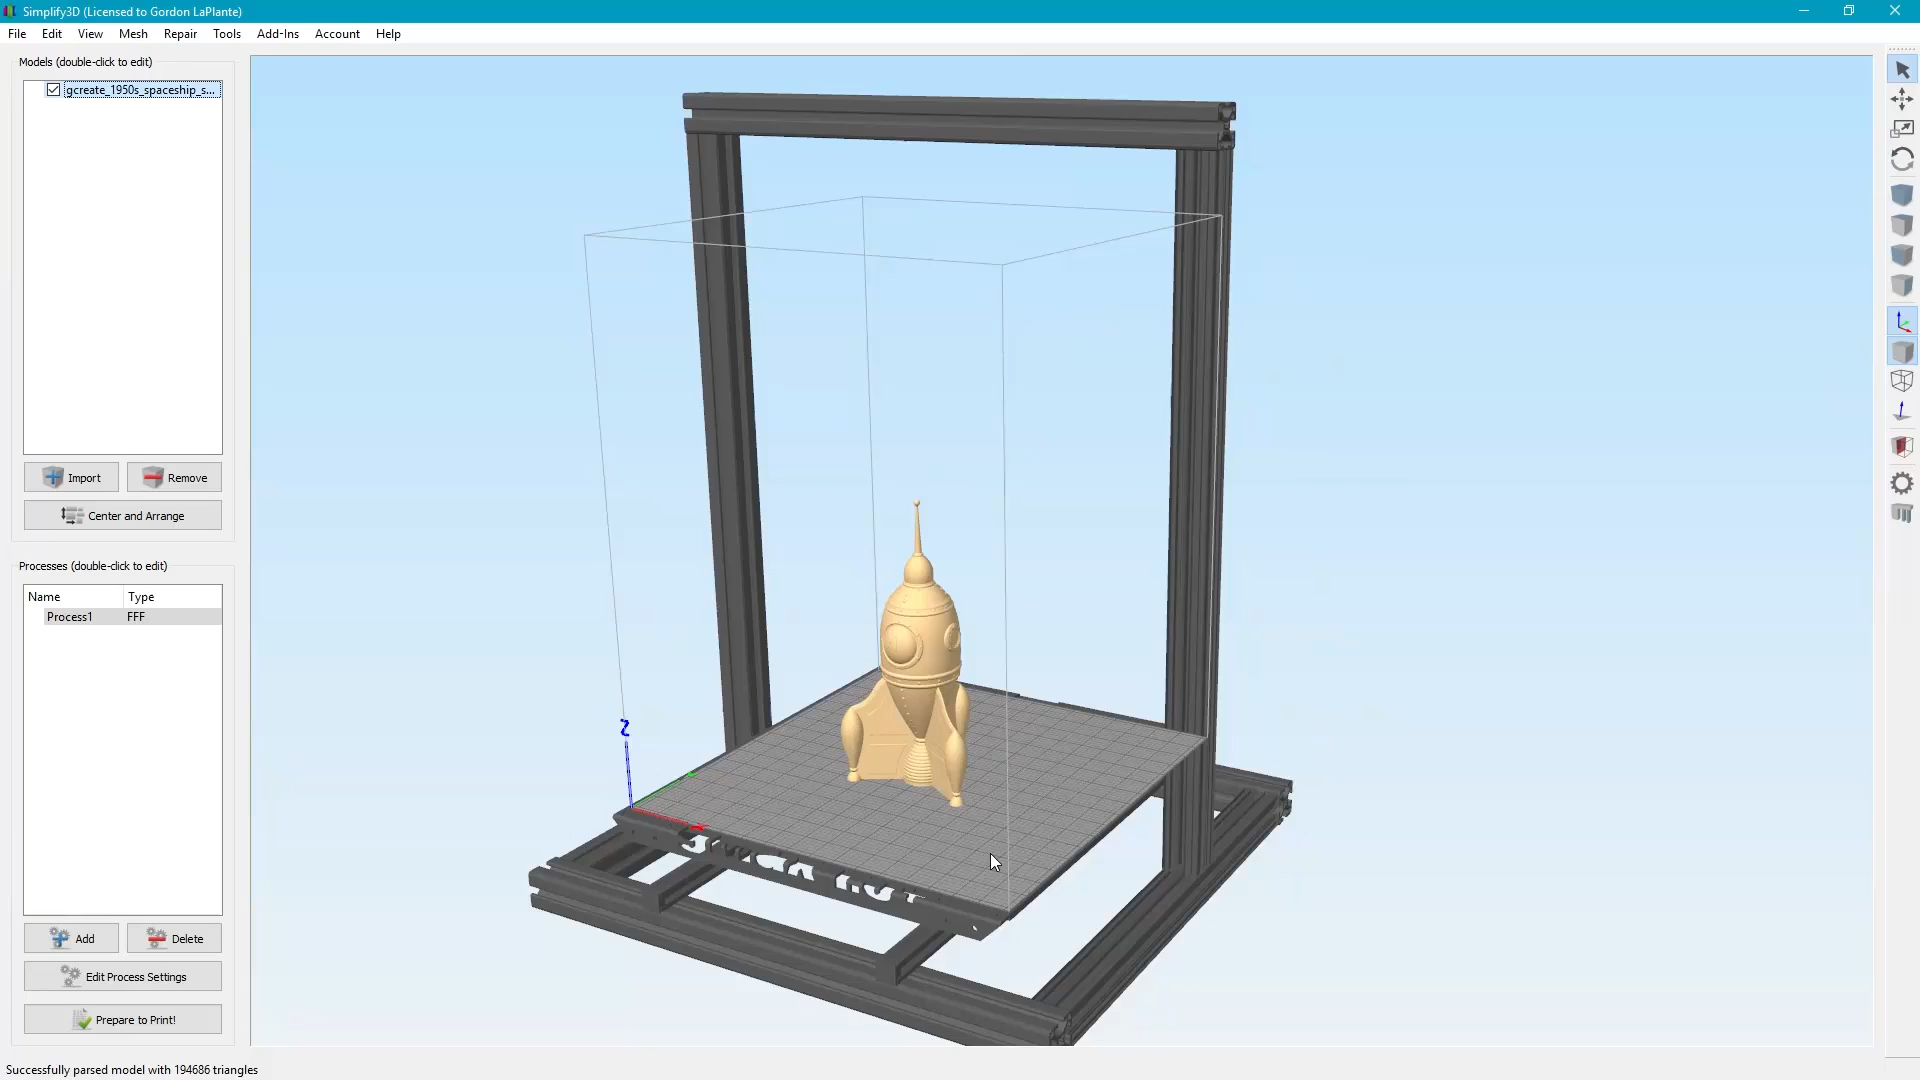 Simplify3D (Licensed to Gordon LaPlante)
File Edit View Mesh Repair Tools Add-Ins Account Help
Models (double-click to edit)
gcreate_1950s_spaceship_s...
Import Remove
Center and Arrange
Processes (double-click to edit)
Name Type
Process1 FFF
Add Delete
Edit Process Settings
Prepare to Print!
Z
Successfully parsed model with 194686 triangles